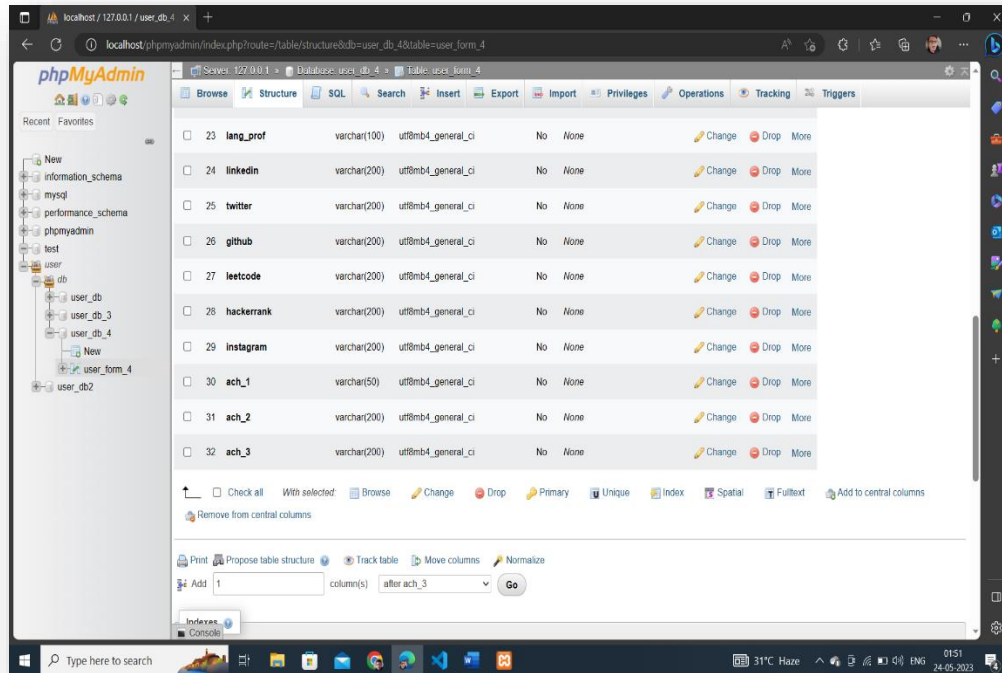 localhost / 127.0.0.1 / user_db_4
localhost/phpmyadmin/index.php?route=/table/structure&db=user_db_4&table=user_form_4
phpMyAdmin
Recent Favorites
New
information_schema
mysql
performance_schema
phpmyadmin
test
user
db
user_db
user_db_3
user_db_4
New
user_form_4
user_db2
Server: 127.0.0.1 » Database: user_db_4 » Table: user_form_4
Browse Structure SQL Search Insert Export Import Privileges Operations Tracking Triggers
23 lang_prof varchar(100) utf8mb4_general_ci No None Change Drop More
24 linkedin varchar(200) utf8mb4_general_ci No None Change Drop More
25 twitter varchar(200) utf8mb4_general_ci No None Change Drop More
26 github varchar(200) utf8mb4_general_ci No None Change Drop More
27 leetcode varchar(200) utf8mb4_general_ci No None Change Drop More
28 hackerrank varchar(200) utf8mb4_general_ci No None Change Drop More
29 instagram varchar(200) utf8mb4_general_ci No None Change Drop More
30 ach_1 varchar(50) utf8mb4_general_ci No None Change Drop More
31 ach_2 varchar(200) utf8mb4_general_ci No None Change Drop More
32 ach_3 varchar(200) utf8mb4_general_ci No None Change Drop More
Check all With selected: Browse Change Drop Primary Unique Index Spatial Fulltext Add to central columns
Remove from central columns
Print Propose table structure Track table Move columns Normalize
Add 1 column(s) after ach_3 Go
Indexes
Console
Type here to search
31°C Haze ENG
01:51
24-05-2023